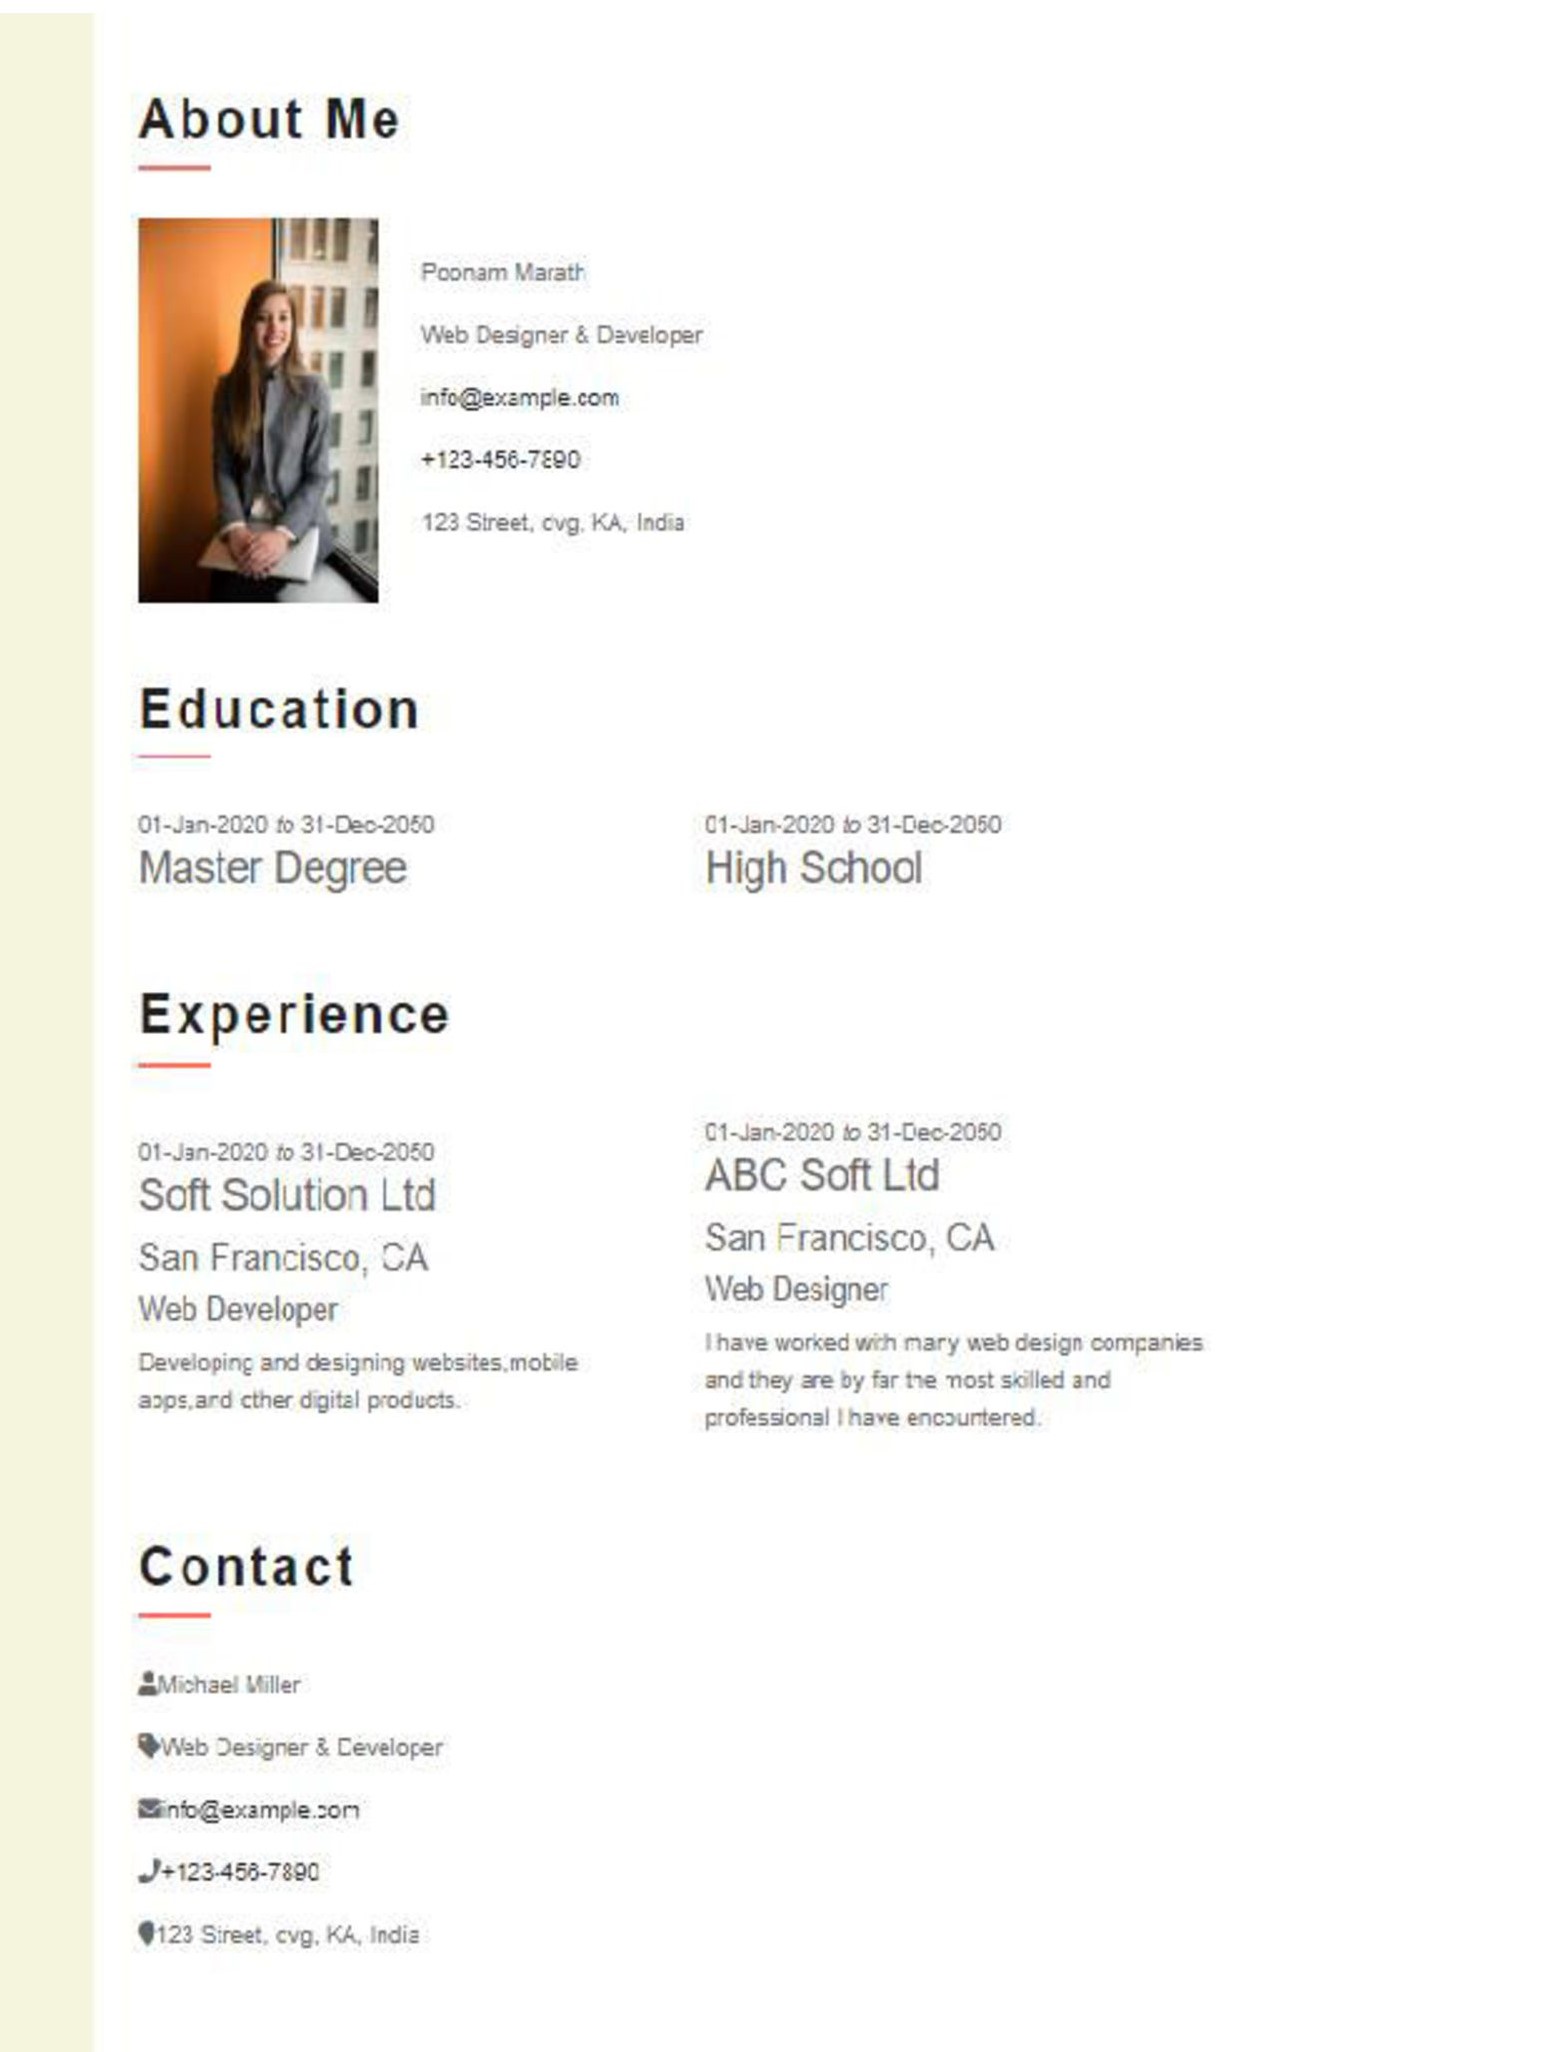 About Me
Poonam Marath
Web Designer & Developer
info@example.com
+123-456-7890
123 Street, cvg, KA, India
Education
01-Jan-2020 to 31-Dec-2050
Master Degree
01-Jan-2020 to 31-Dec-2050
High School
Experience
01-Jan-2020 to 31-Dec-2050
Soft Solution Ltd
San Francisco, CA
Web Developer
Developing and designing websites,mobile
apps,and other digital products.
01-Jan-2020 to 31-Dec-2050
ABC Soft Ltd
San Francisco, CA
Web Designer
I have worked with many web design companies
and they are by far the most skilled and
professional I have encountered.
Contact
Michael Miller
Web Designer & Developer
info@example.com
+123-456-7890
123 Street, cvg, KA, India